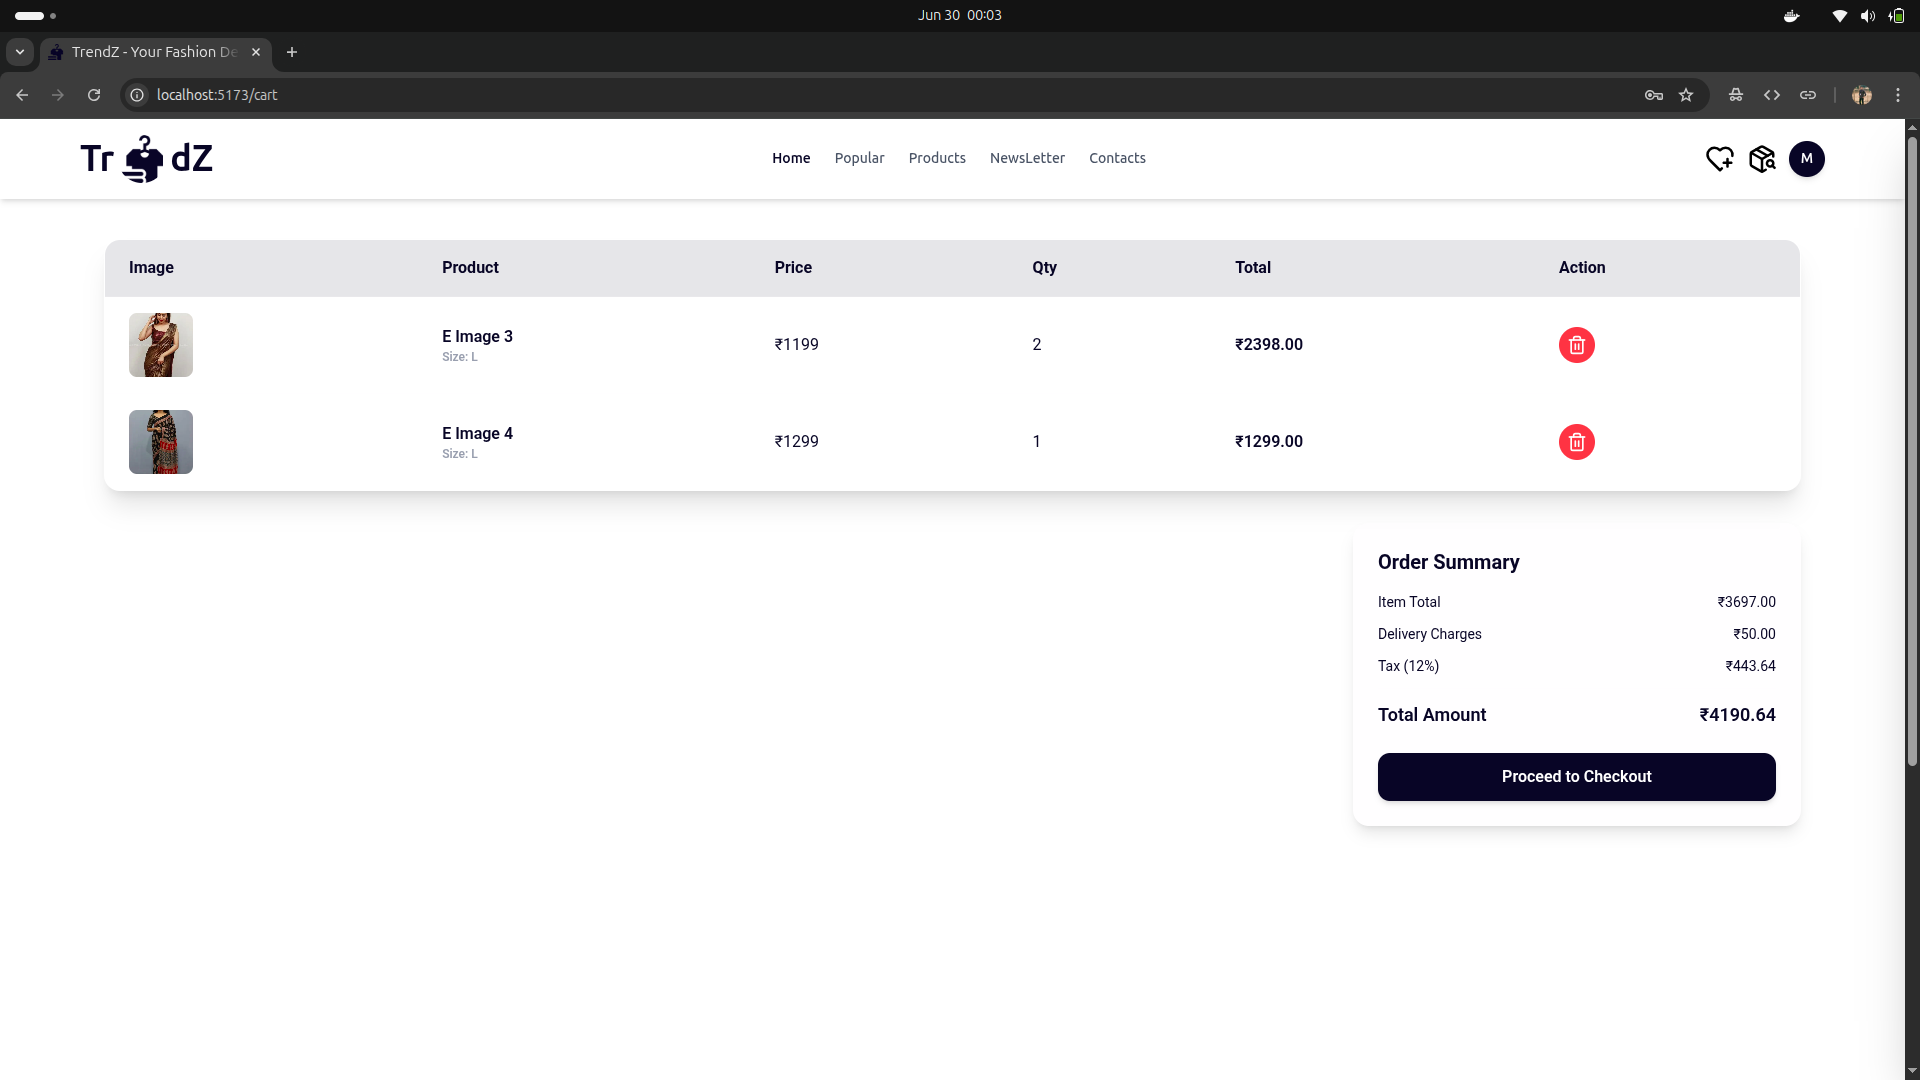 Jun 30 00:03
TrendZ - Your Fashion De
localhost:5173/cart
Tr dZ
Home Popular Products NewsLetter Contacts
M
Image Product Price Qty Total Action
E Image 3
Size: L
₹1199 2 ₹2398.00
E Image 4
Size: L
₹1299 1 ₹1299.00
Order Summary
Item Total ₹3697.00
Delivery Charges ₹50.00
Tax (12%) ₹443.64
Total Amount ₹4190.64
Proceed to Checkout